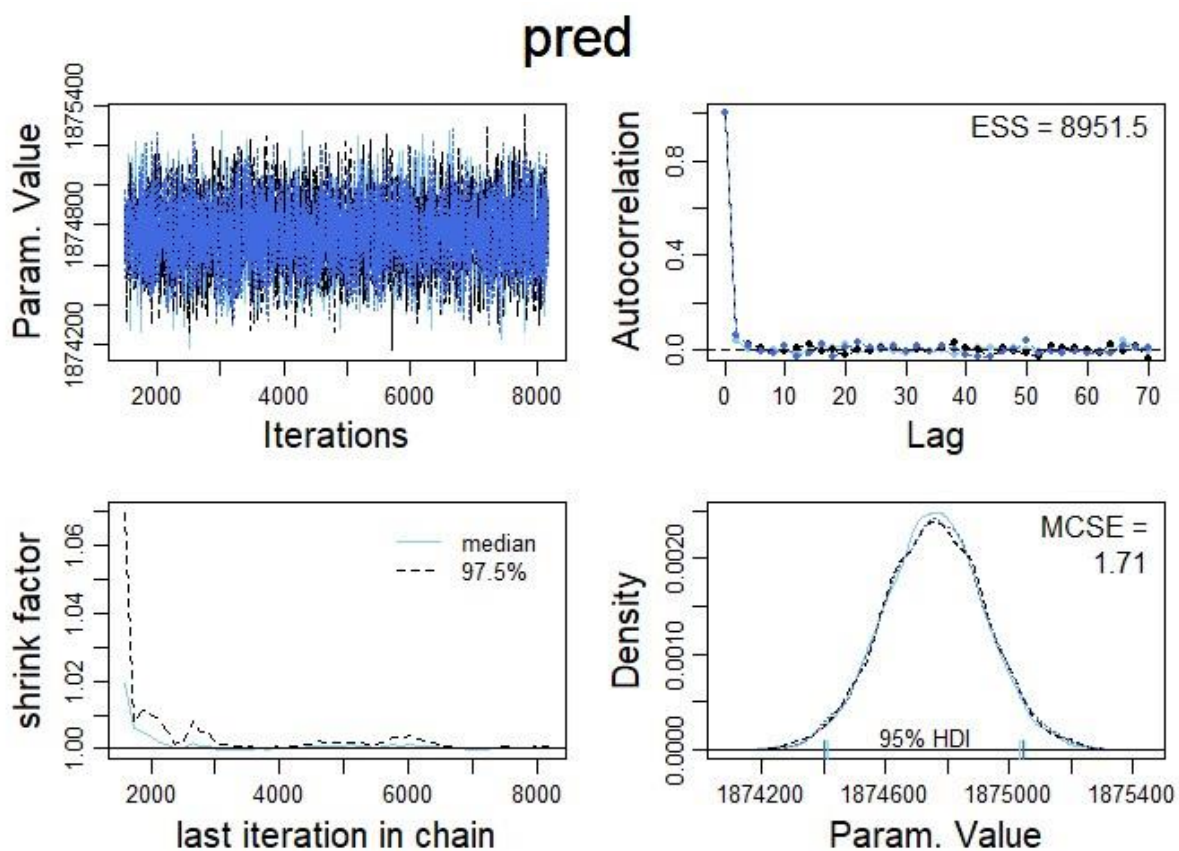 pred
Param. Value
1874200 1874800 1875400
2000 4000 6000 8000
Iterations
Autocorrelation
0.0 0.4 0.8
ESS = 8951.5
0 10 20 30 40 50 60 70
Lag
shrink factor
1.00 1.02 1.04 1.06
median
97.5%
2000 4000 6000 8000
last iteration in chain
Density
0.0000 0.0010 0.0020
MCSE =
1.71
95% HDI
1874200 1874600 1875000 1875400
Param. Value